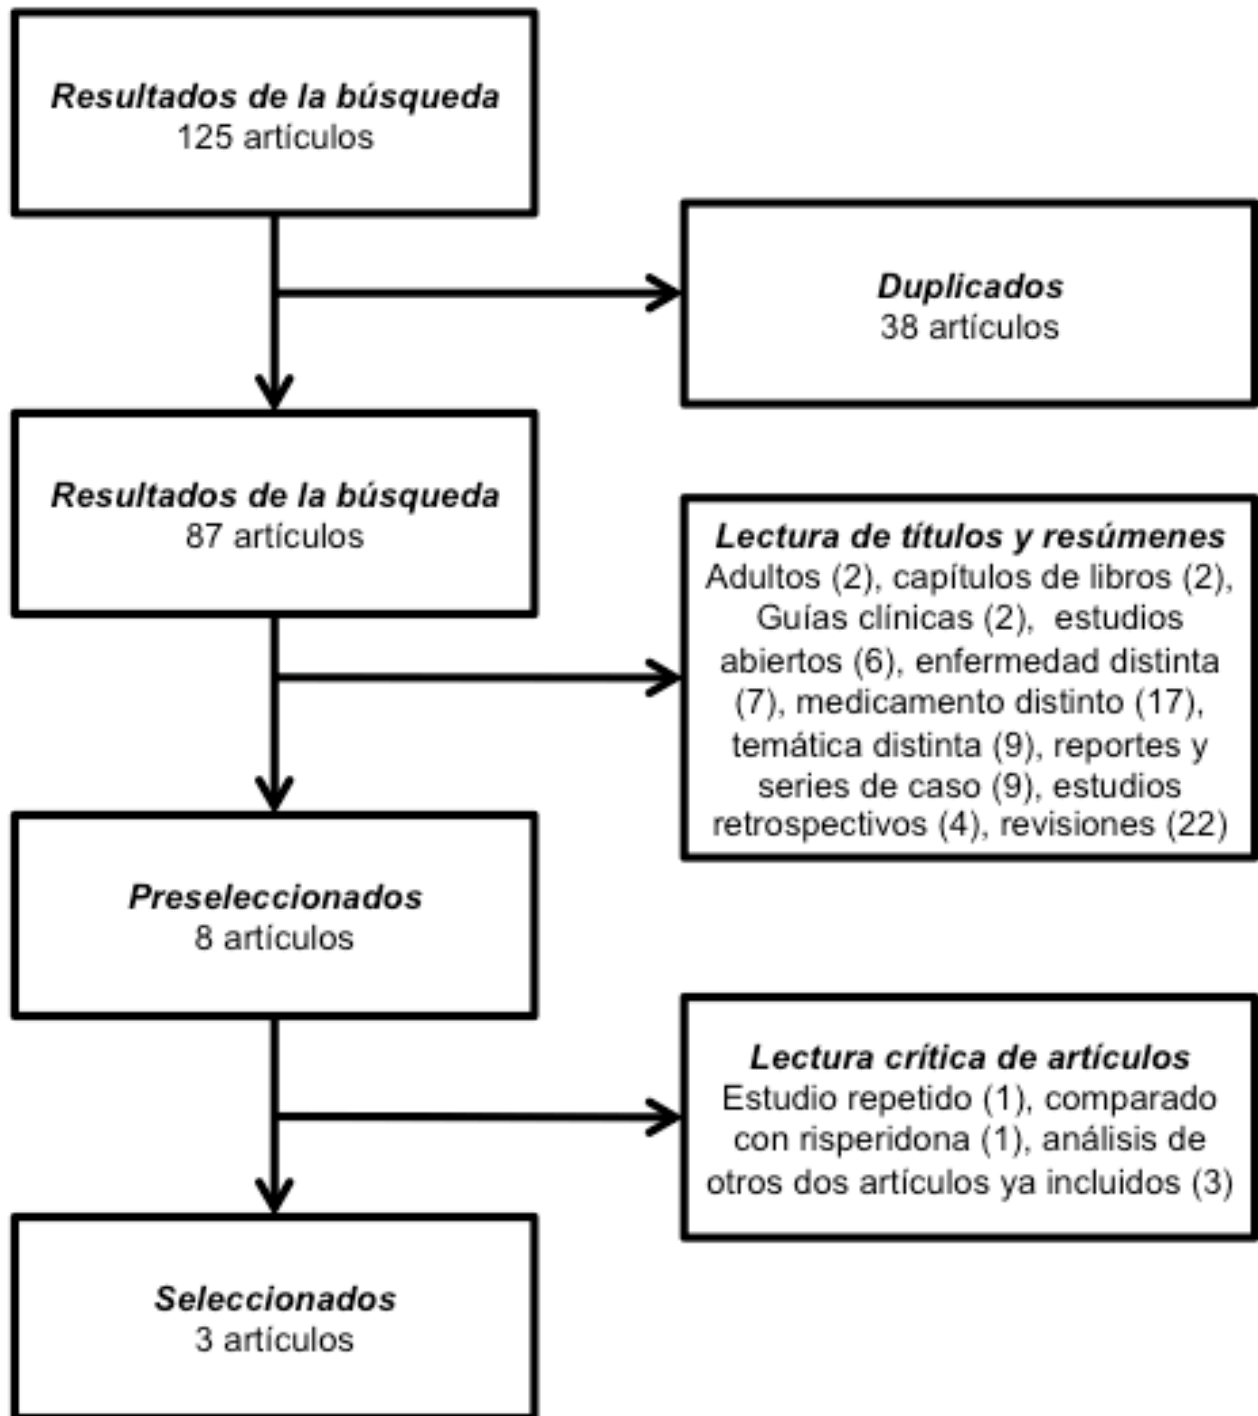 Resultados de la búsqueda
125 artículos
Duplicados
38 artículos
Resultados de la búsqueda
87 artículos
Lectura de títulos y resúmenes
Adultos (2), capítulos de libros (2),
Guías clínicas (2), estudios
abiertos (6), enfermedad distinta
(7), medicamento distinto (17),
temática distinta (9), reportes y
series de caso (9), estudios
retrospectivos (4), revisiones (22)
Preseleccionados
8 artículos
Lectura crítica de artículos
Estudio repetido (1), comparado
con risperidona (1), análisis de
otros dos artículos ya incluidos (3)
Seleccionados
3 artículos